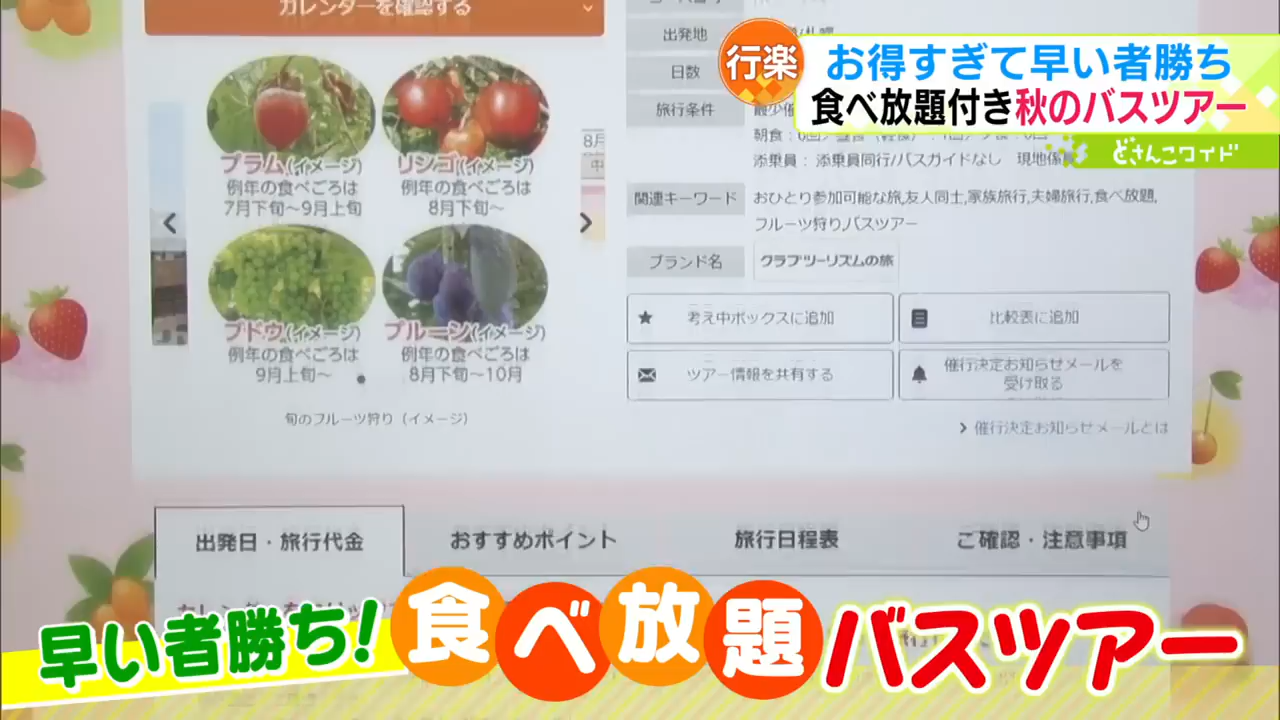 カレンダーを確認する
プラム(イメージ)
例年の食べごろは
7月下旬～9月上旬
リンゴ(イメージ)
例年の食べごろは
8月下旬～
ブドウ(イメージ)
例年の食べごろは
9月上旬～
プルーン(イメージ)
例年の食べごろは
8月下旬～10月
旬のフルーツ狩り（イメージ）
8月
出発地
日数
旅行条件
添乗員： 添乗員同行/バスガイドなし 現地係
関連キーワード
おひとり参加可能な旅,友人同士,家族旅行,夫婦旅行,食べ放題,
フルーツ狩り,バスツアー
ブランド名
クラブツーリズムの旅
考え中ボックスに追加
比較表に追加
ツアー情報を共有する
催行決定お知らせメールを
受け取る
催行決定お知らせメールとは
行楽
お得すぎて早い者勝ち
食べ放題付き秋のバスツアー
どさんこワイド
出発日・旅行代金
おすすめポイント
旅行日程表
ご確認・注意事項
早い者勝ち!食べ放題バスツアー